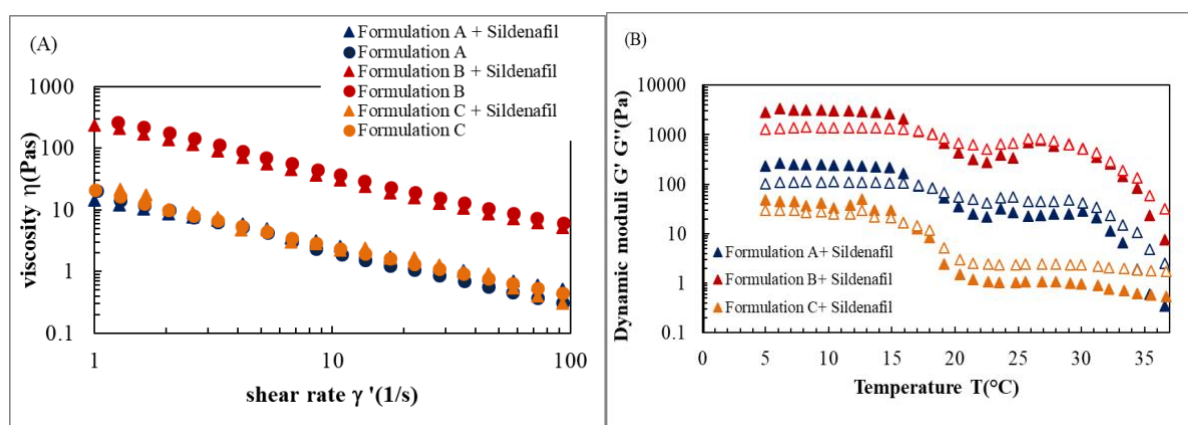 (A)
Formulation A + Sildenafil
Formulation A
Formulation B + Sildenafil
Formulation B
Formulation C + Sildenafil
Formulation C
viscosity η(Pas)
1000
100
10
1
0.1
1 10 100
shear rate γ '(1/s)
(B)
Dynamic moduli G' G''(Pa)
10000
1000
100
10
1
0.1
Formulation A+ Sildenafil
Formulation B+ Sildenafil
Formulation C+ Sildenafil
0 5 10 15 20 25 30 35
Temperature T(°C)